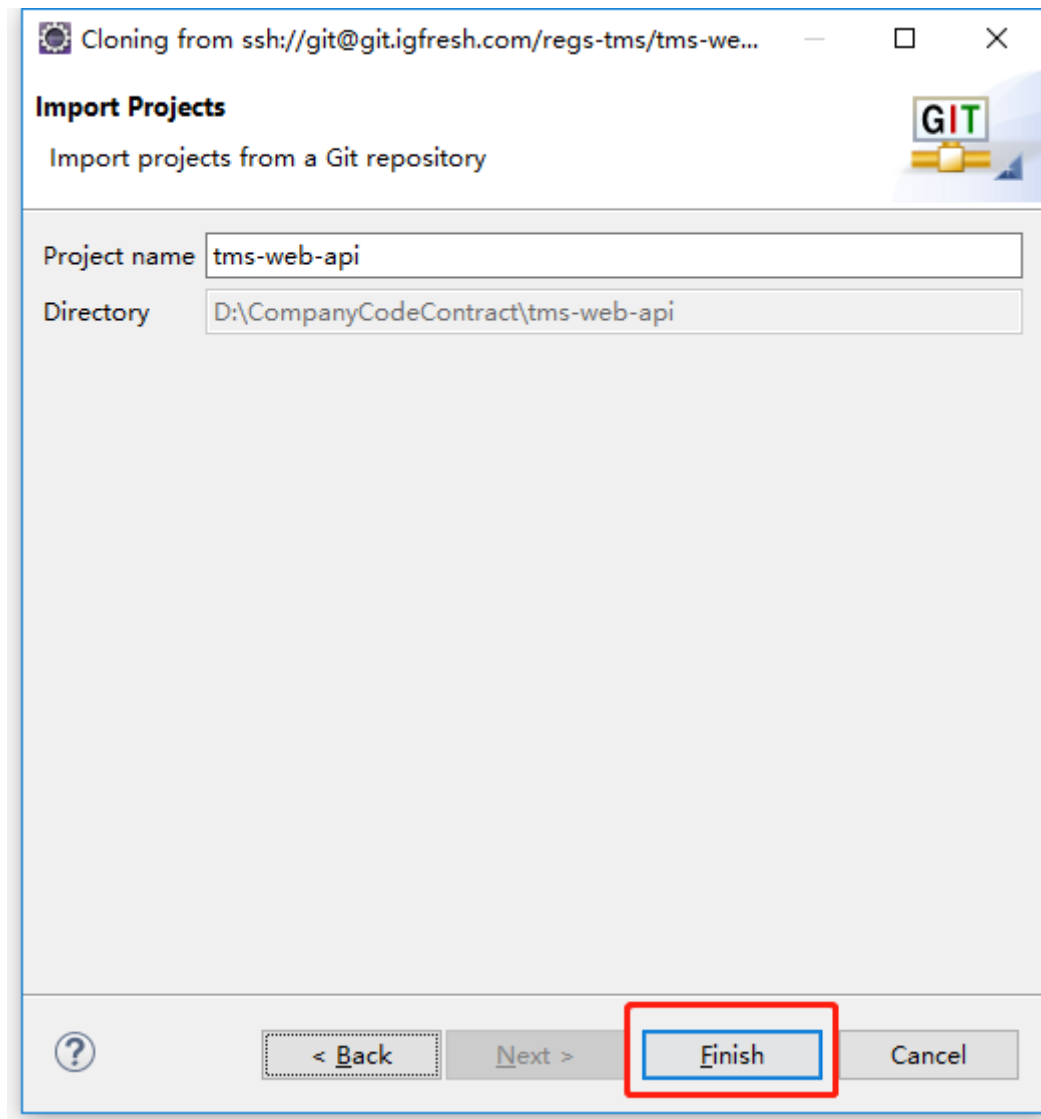 Cloning from ssh://git@git.igfresh.com/regs-tms/tms-we...
Import Projects
GIT
Import projects from a Git repository
Project name tms-web-api
Directory D:\CompanyCodeContract\tms-web-api
? < Back Next > Finish Cancel